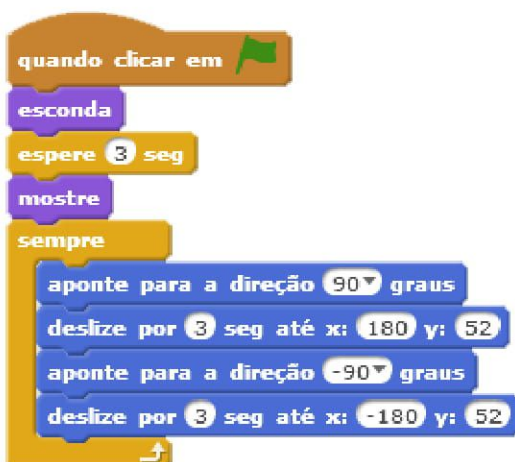 quando clicar em
esconda
espere 3 seg
mostre
sempre
aponte para a direção 90 graus
deslize por 3 seg até x: 180 y: 52
aponte para a direção -90 graus
deslize por 3 seg até x: -180 y: 52